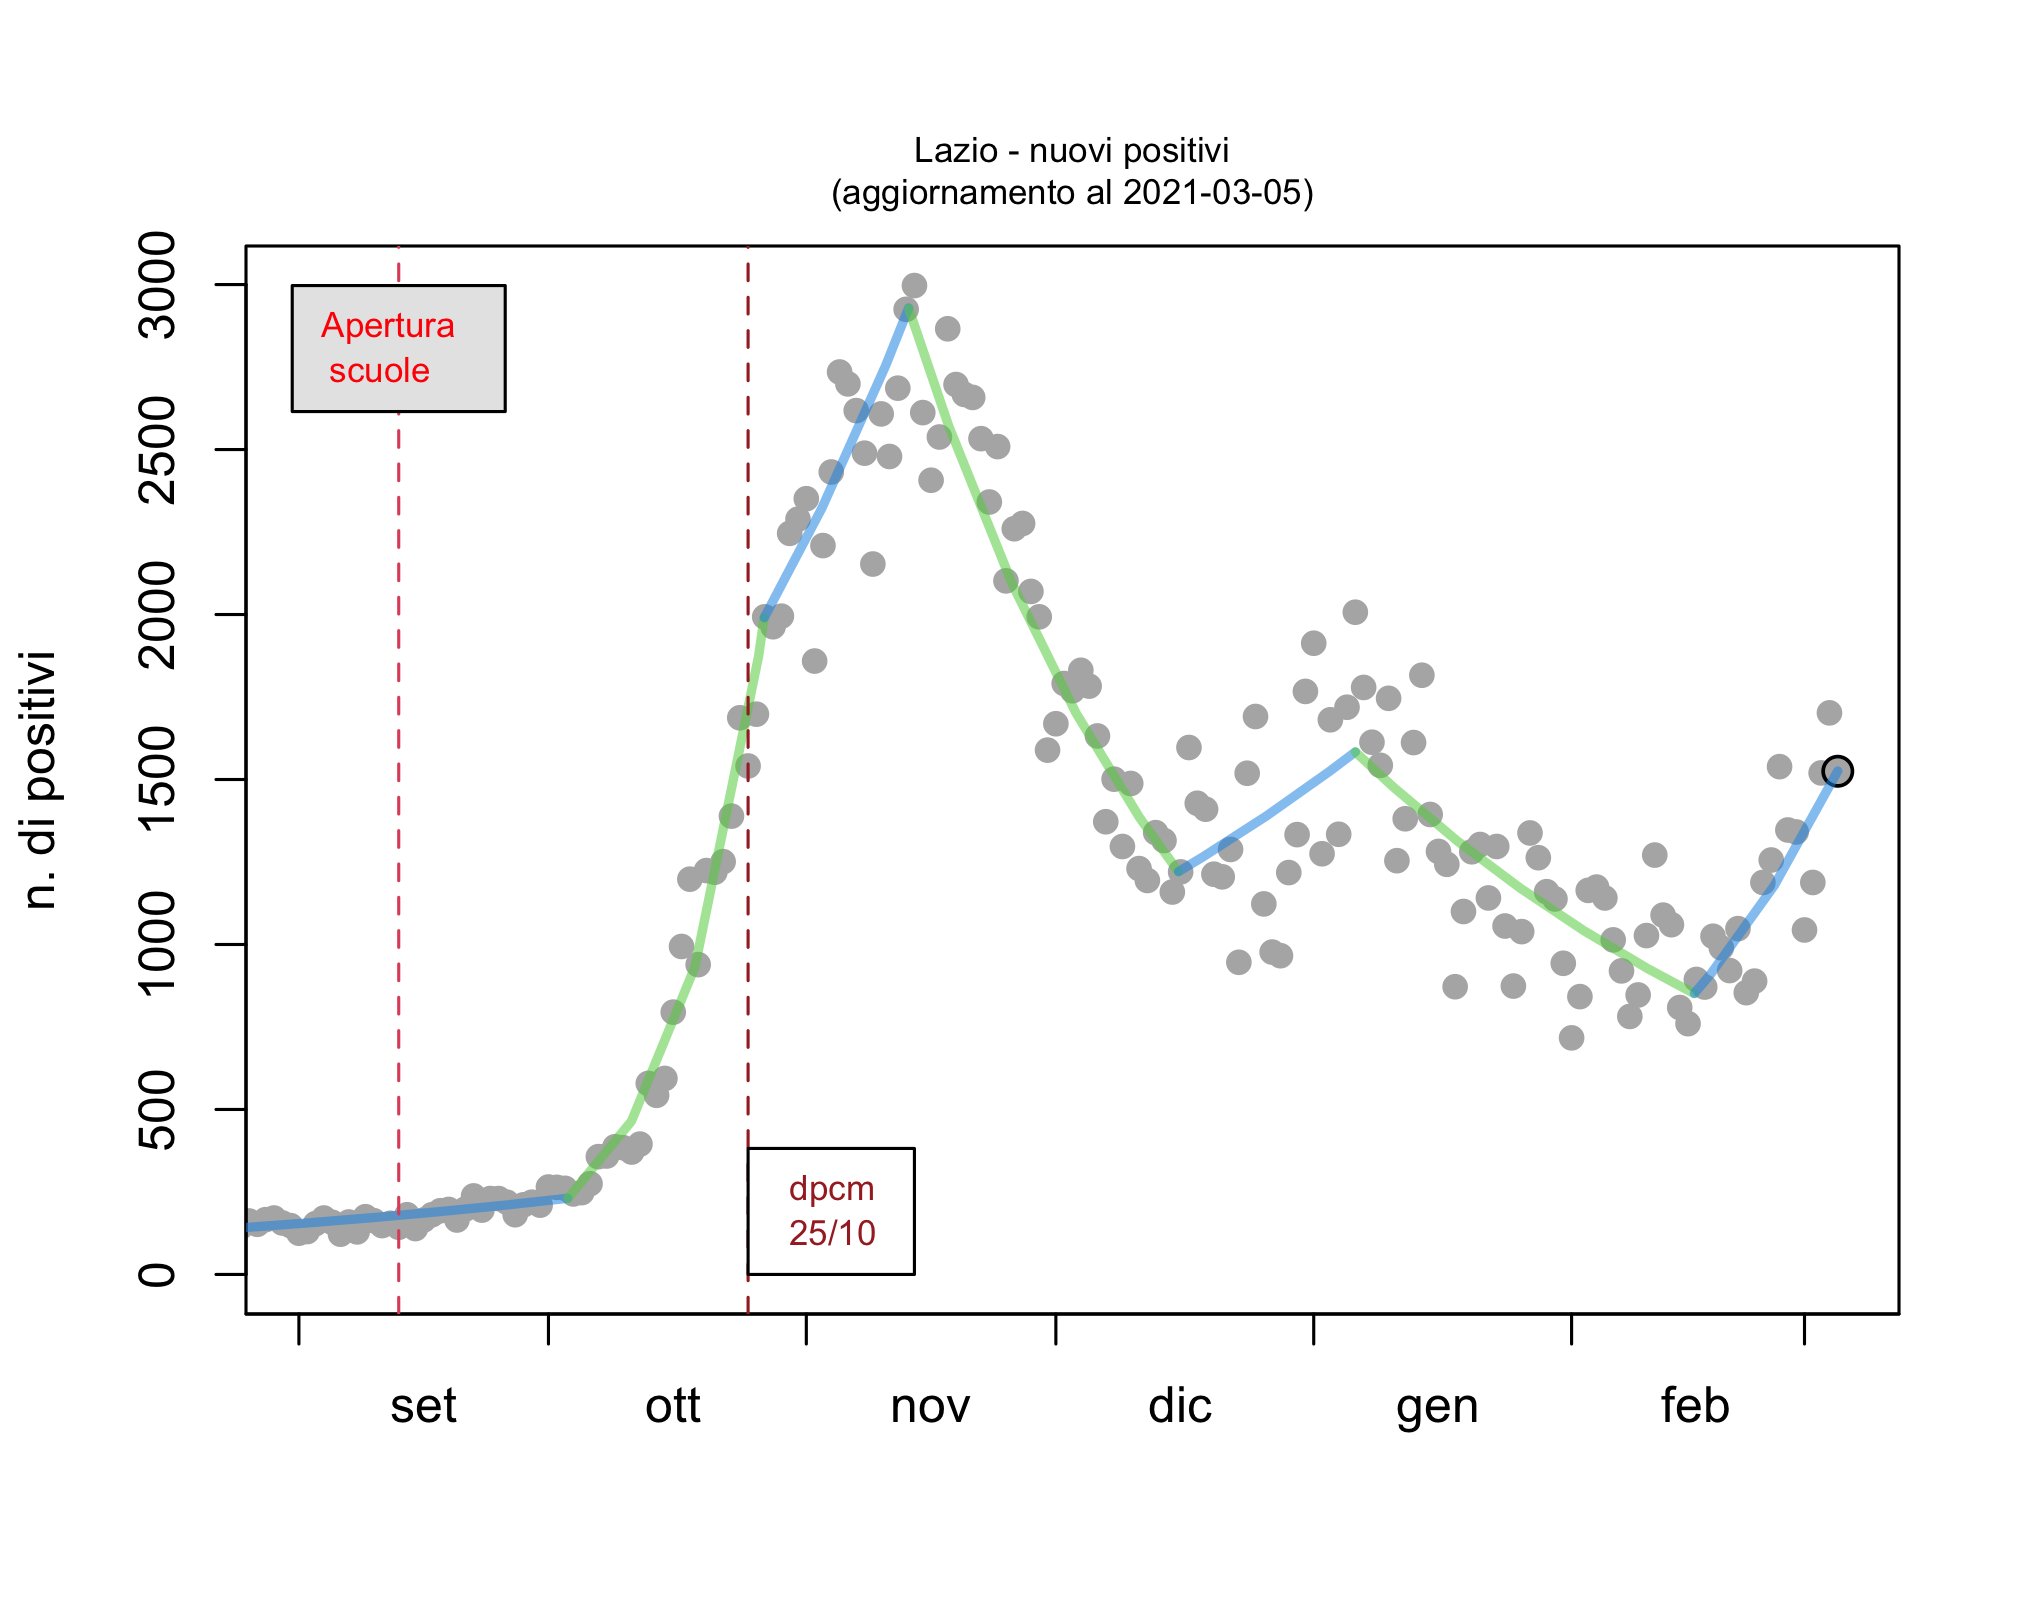 Lazio - nuovi positivi
(aggiornamento al 2021-03-05)
n. di positivi
3000
2500
2000
1500
1000
500
0
Apertura
scuole
dpcm
25/10
set
ott
nov
dic
gen
feb